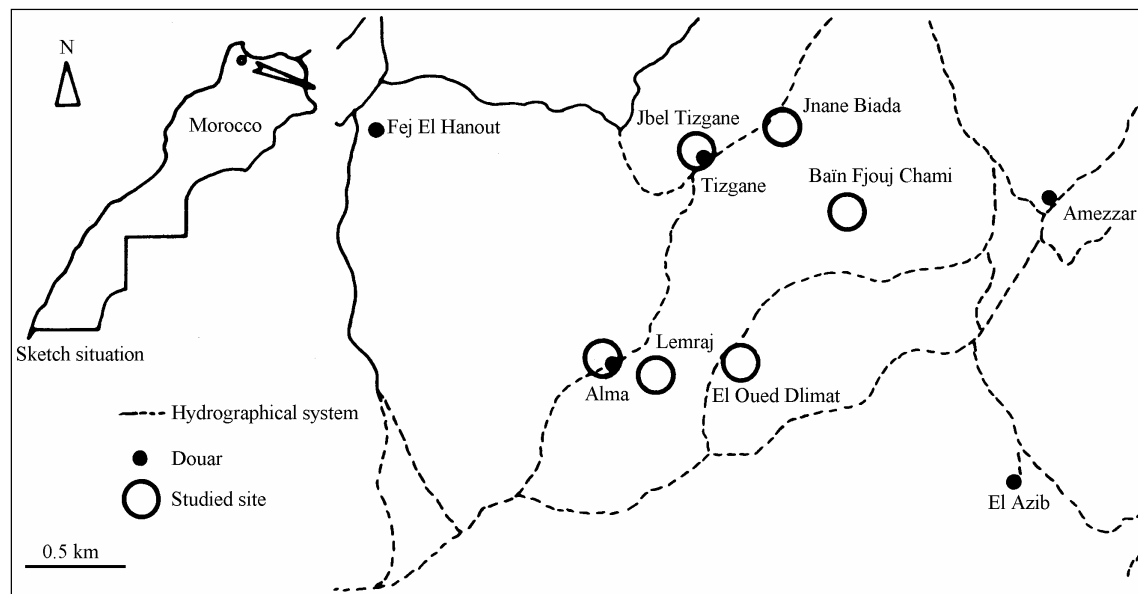 N
Morocco
Sketch situation
Fej El Hanout
Jbel Tizgane
Tizgane
Jnane Biada
Baïn Fjouj Chami
Amezzar
Lemraj
Alma
El Oued Dlimat
El Azib
Hydrographical system
Douar
Studied site
0.5 km